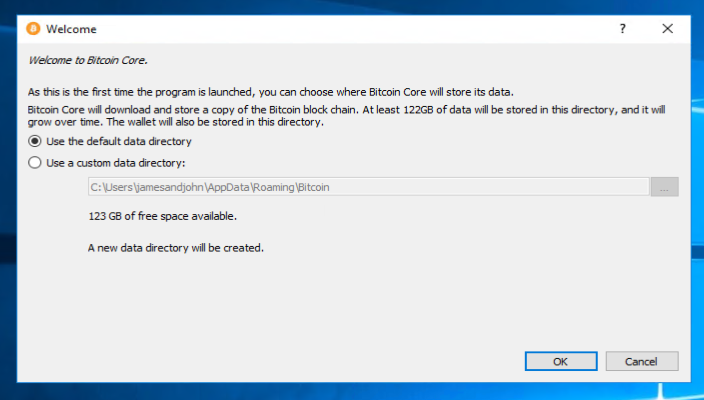 Welcome
?
Welcome to Bitcoin Core.
As this is the first time the program is launched, you can choose where Bitcoin Core will store its data.
Bitcoin Core will download and store a copy of the Bitcoin block chain. At least 122GB of data will be stored in this directory, and it will
grow over time. The wallet will also be stored in this directory.
Use the default data directory
Use a custom data directory:
C:\Users\jamesandjohn\AppData\Roaming\Bitcoin
...
123 GB of free space available.
A new data directory will be created.
OK
Cancel